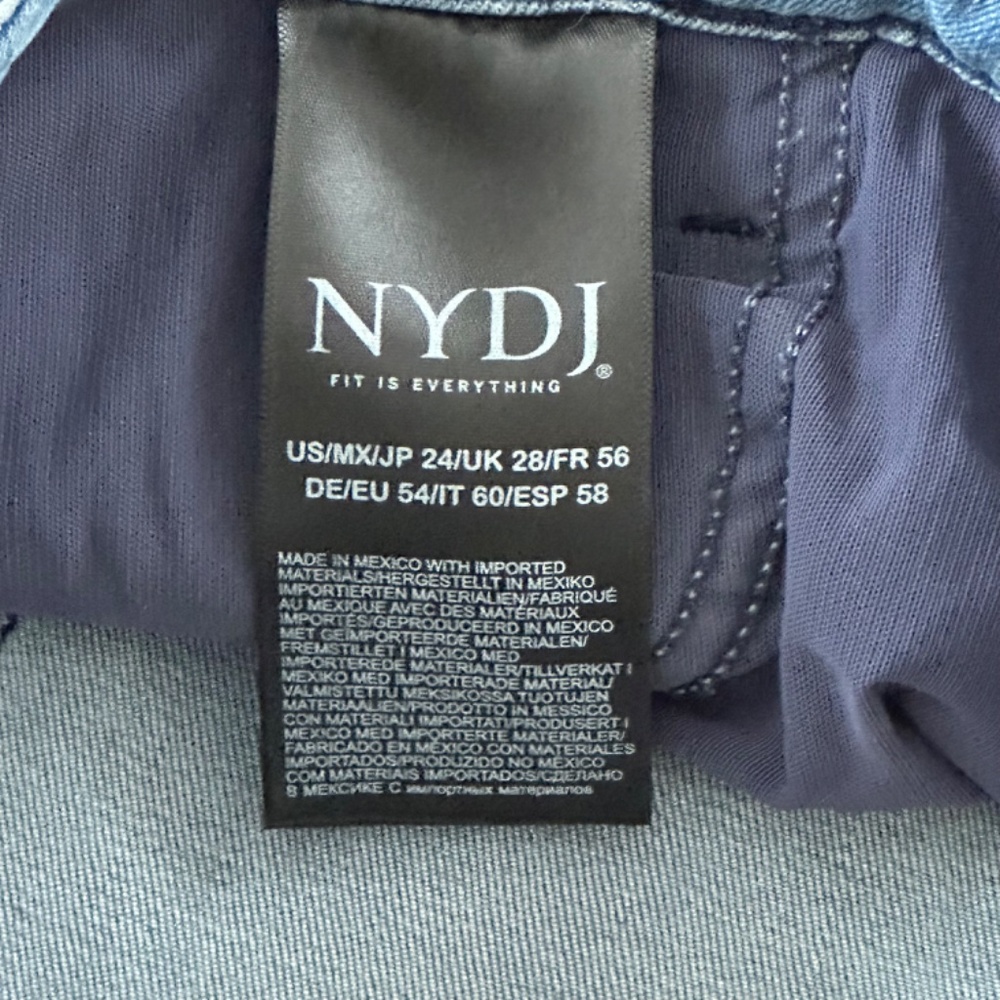 NYDJ®
FIT IS EVERYTHING
US/MX/JP 24/UK 28/FR 56
DE/EU 54/IT 60/ESP 58
MADE IN MEXICO WITH IMPORTED
MATERIALS/HERGESTELLT IN MEXIKO
IMPORTIERTEN MATERIALIEN/FABRIQUÉ
AU MEXIQUE AVEC DES MATÉRIAUX
IMPORTÉS/GEPRODUCEERD IN MEXICO
MET GEÏMPORTEERDE MATERIALEN/
FREMSTILLET I MEXICO MED
IMPORTEREDE MATERIALER/TILLVERKAT I
MEXIKO MED IMPORTERADE MATERIAL/
VALMISTETTU MEKSIKOSSA TUOTUJEN
MATERIAALIEN/PRODOTTO IN MESSICO
CON MATERIALI IMPORTATI/PRODUSERT I
MEXICO MED IMPORTERTE MATERIALER/
FABRICADO EN MÉXICO CON MATERIALES
IMPORTADOS/PRODUZIDO NO MÉXICO
COM MATERIAIS IMPORTADOS/СДЕЛАНО
В МЕКСИКЕ С импортных материалов